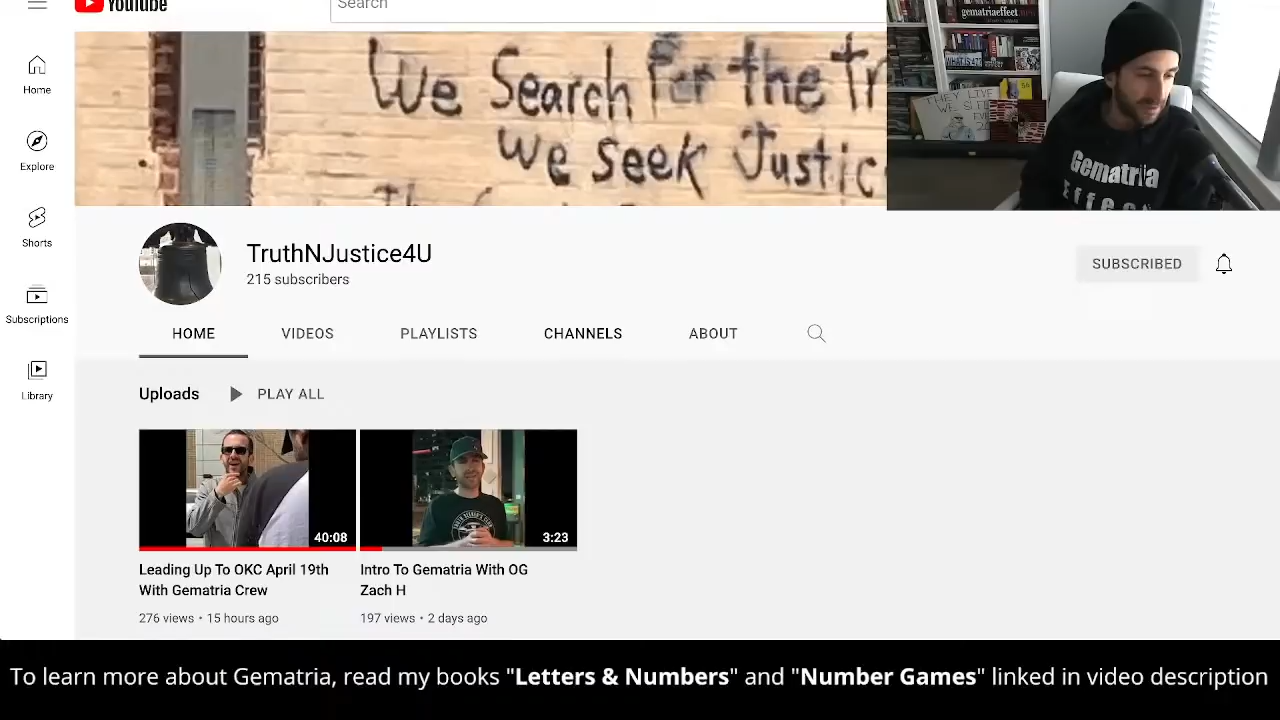 YouTube
Search
We Search for the Tr
We Seek Justic
gematriaeffect.news
Gematria
Effect
Home
Explore
Shorts
Subscriptions
Library
TruthNJustice4U
215 subscribers
SUBSCRIBED
HOME VIDEOS PLAYLISTS CHANNELS ABOUT
Uploads PLAY ALL
40:08
3:23
Leading Up To OKC April 19th
With Gematria Crew
276 views • 15 hours ago
Intro To Gematria With OG
Zach H
197 views • 2 days ago
To learn more about Gematria, read my books "Letters & Numbers" and "Number Games" linked in video description